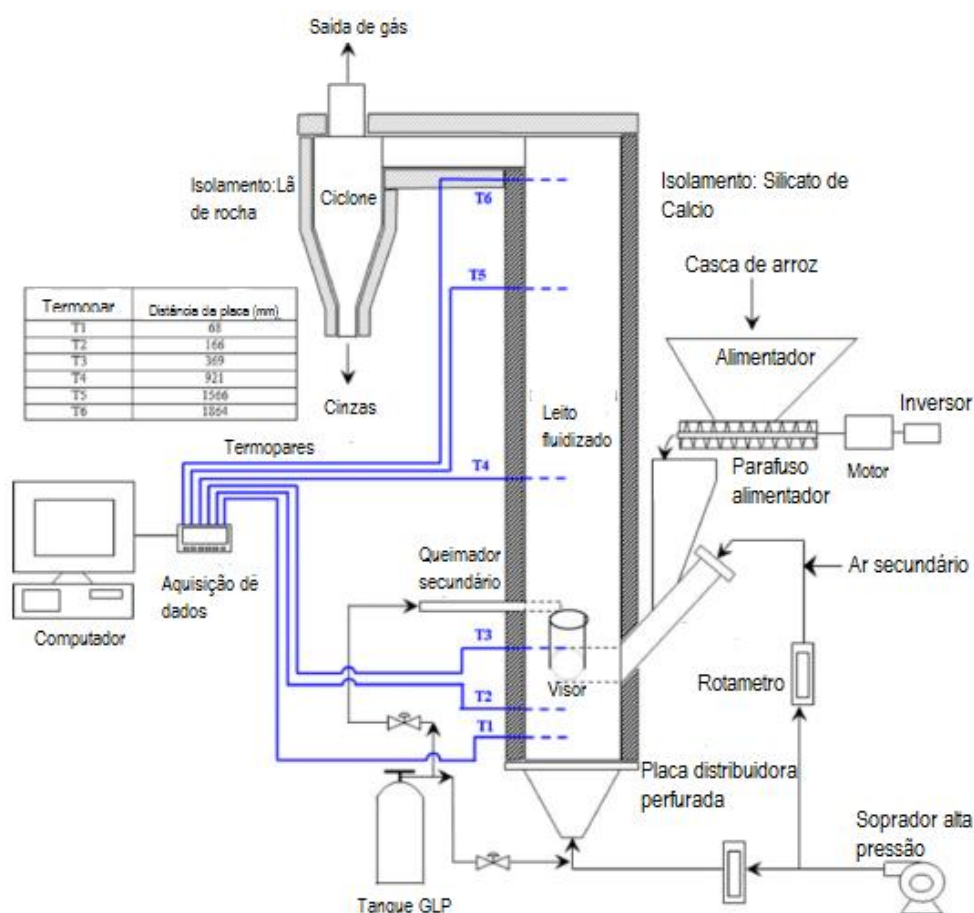 Saída de gás
Isolamento:Lã
de rocha
Ciclone
Isolamento: Silicato de
Calcio
T6
T5
Casca de arroz
Termopar
Distância da placa (mm)
T1
68
T2
166
T3
369
T4
921
T5
1566
T6
1864
Cinzas
Alimentador
Inversor
Leito
fluidizado
Termopares
Parafuso
alimentador
Motor
T4
Queimador
secundário
Ar secundário
Aquisição de
dados
Computador
T3
Visor
Rotametro
T2
T1
Placa distribuidora
perfurada
Soprador alta
pressão
Tanque GLP